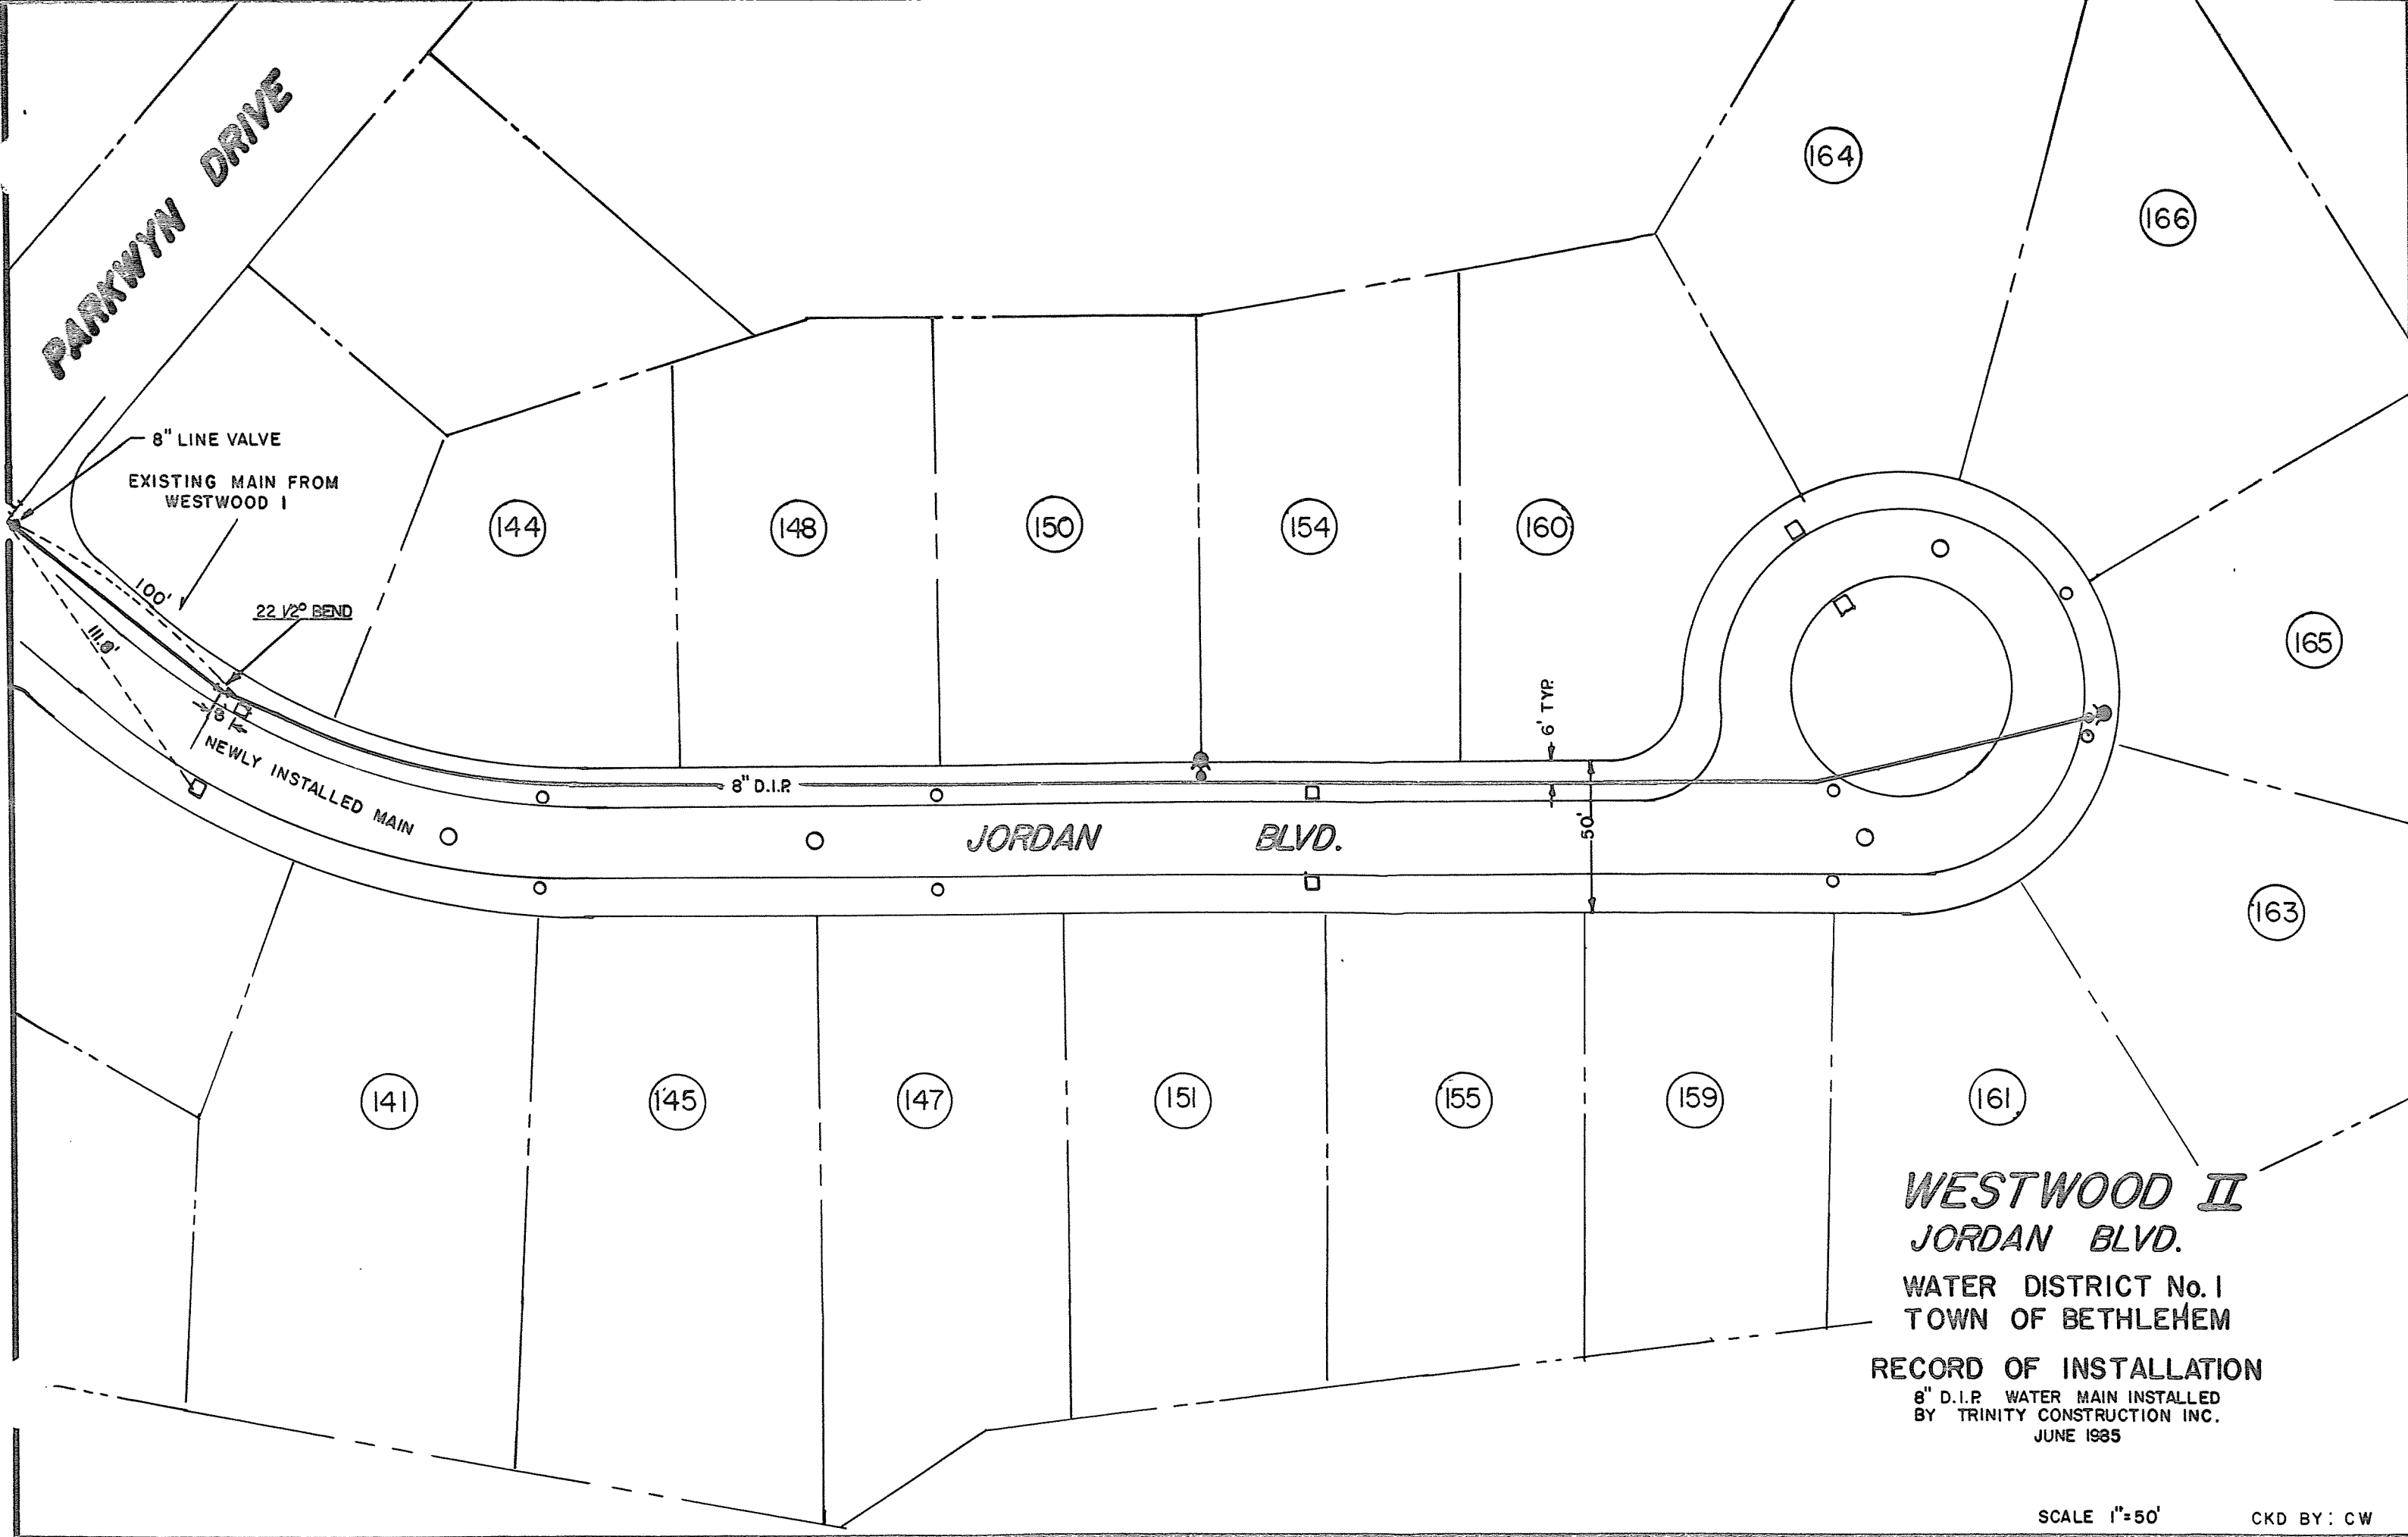 PARKWYN DRIVE
8" LINE VALVE
EXISTING MAIN FROM
WESTWOOD 1
100'
22 1/2° BEND
111.8'
8'
NEWLY INSTALLED MAIN
8" D.I.P.
JORDAN BLVD.
6' TYP.
50'
144
148
150
154
160
164
166
165
163
141
145
147
151
155
159
161
WESTWOOD II
JORDAN BLVD.
WATER DISTRICT No. 1
TOWN OF BETHLEHEM
RECORD OF INSTALLATION
8" D.I.P. WATER MAIN INSTALLED
BY TRINITY CONSTRUCTION INC.
JUNE 1985
SCALE 1"=50'
CKD BY: CW